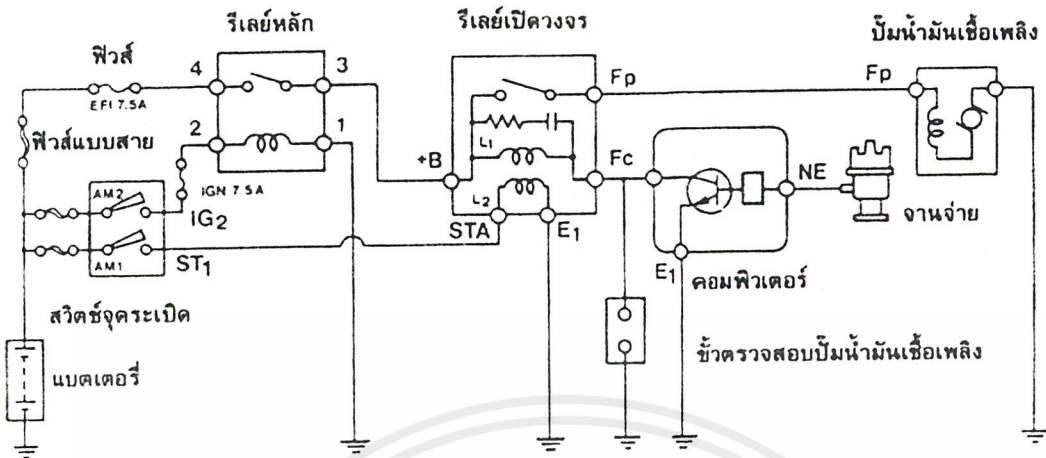 รีเลย์หลัก
รีเลย์เปิดวงจร
ปั๊มน้ำมันเชื้อเพลิง
ฟิวส์
4
3
Fp
Fp
EFI 7.5A
ฟิวส์แบบสาย
2
1
L1
+B
Fc
NE
IGN 7.5A
AM2
IG2
L2
STA
E1
จานจ่าย
AM1
ST1
E1
คอมพิวเตอร์
สวิตช์จุดระเบิด
ขั้วตรวจสอบปั๊มน้ำมันเชื้อเพลิง
แบตเตอรี่